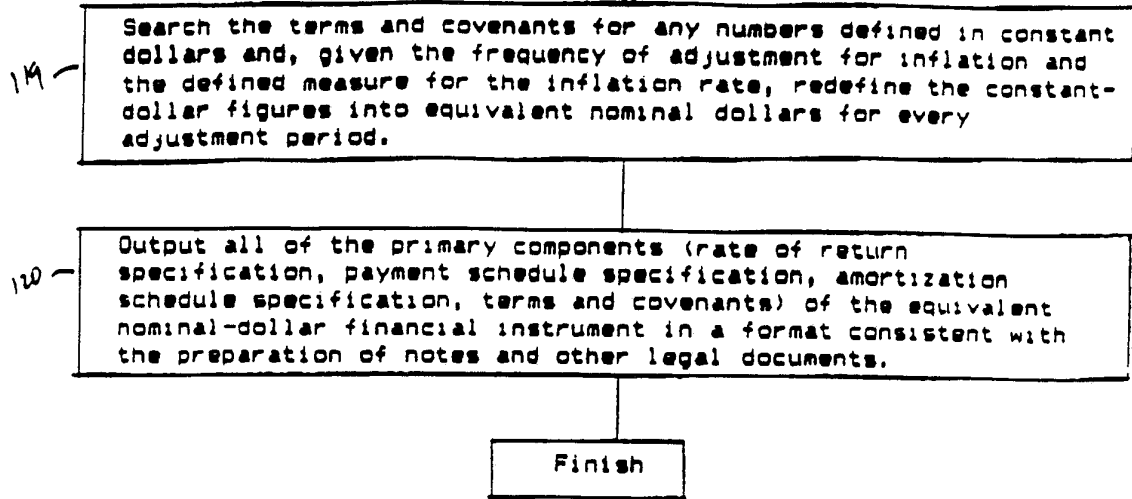 Search the terms and covenants for any numbers defined in constant
dollars and, given the frequency of adjustment for inflation and
119
the defined measure for the inflation rate, redefine the constant-
dollar figures into equivalent nominal dollars for every
adjustment period.
Output all of the primary components (rate of return
120
specification, payment schedule specification, amortization
schedule specification, terms and covenants) of the equivalent
nominal-dollar financial instrument in a format consistent with
the preparation of notes and other legal documents.
Finish